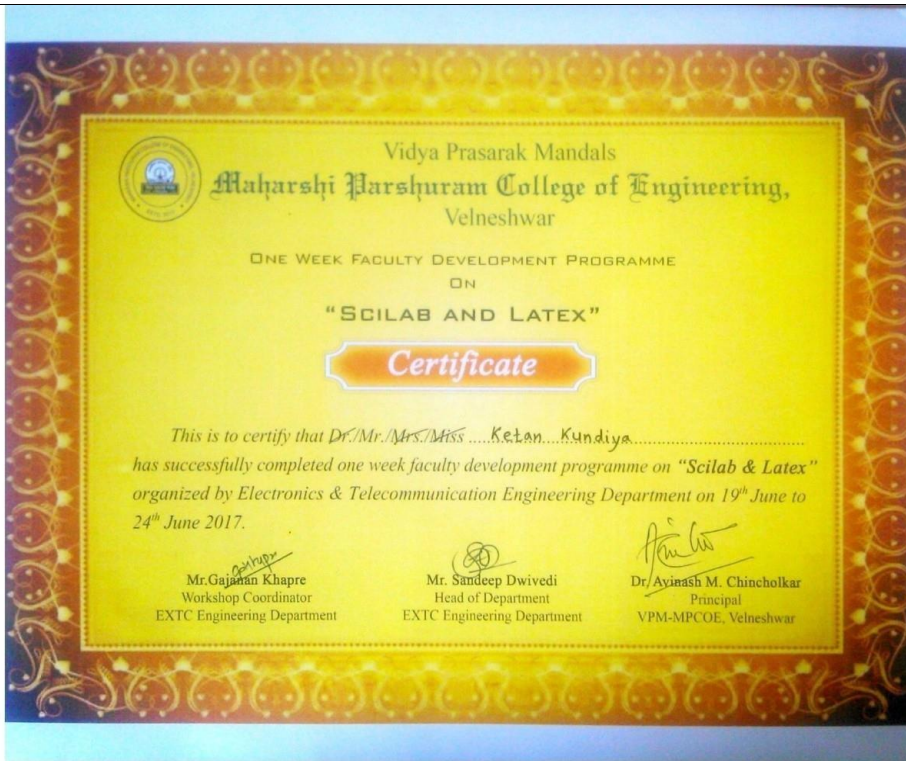 Vidya Prasarak Mandals
Maharshi Parshuram College of Engineering,
Velneshwar
ONE WEEK FACULTY DEVELOPMENT PROGRAMME
ON
"SCILAB AND LATEX"
Certificate
This is to certify that Dr./Mr./Mrs./Miss Ketan Kundiya
has successfully completed one week faculty development programme on "Scilab & Latex"
organized by Electronics & Telecommunication Engineering Department on 19th June to
24th June 2017.
Mr.Gajanan Khapre Mr. Sandeep Dwivedi Dr. Avinash M. Chincholkar
Workshop Coordinator Head of Department Principal
EXTC Engineering Department EXTC Engineering Department VPM-MPCOE, Velneshwar